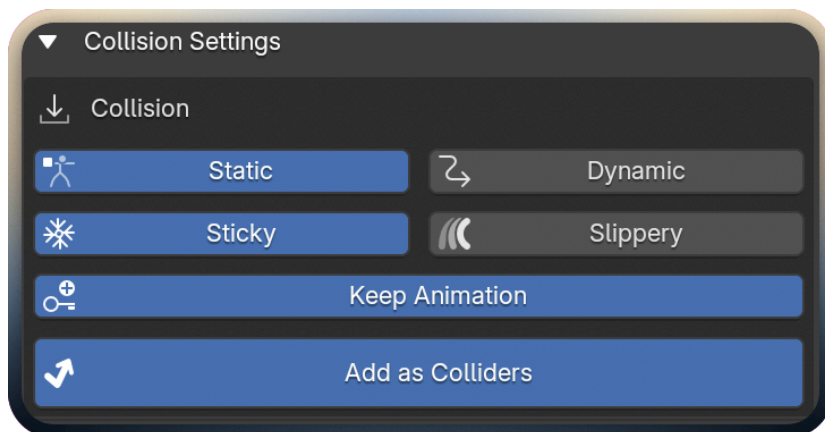 Collision Settings
Collision
Static Dynamic
Sticky Slippery
Keep Animation
Add as Colliders